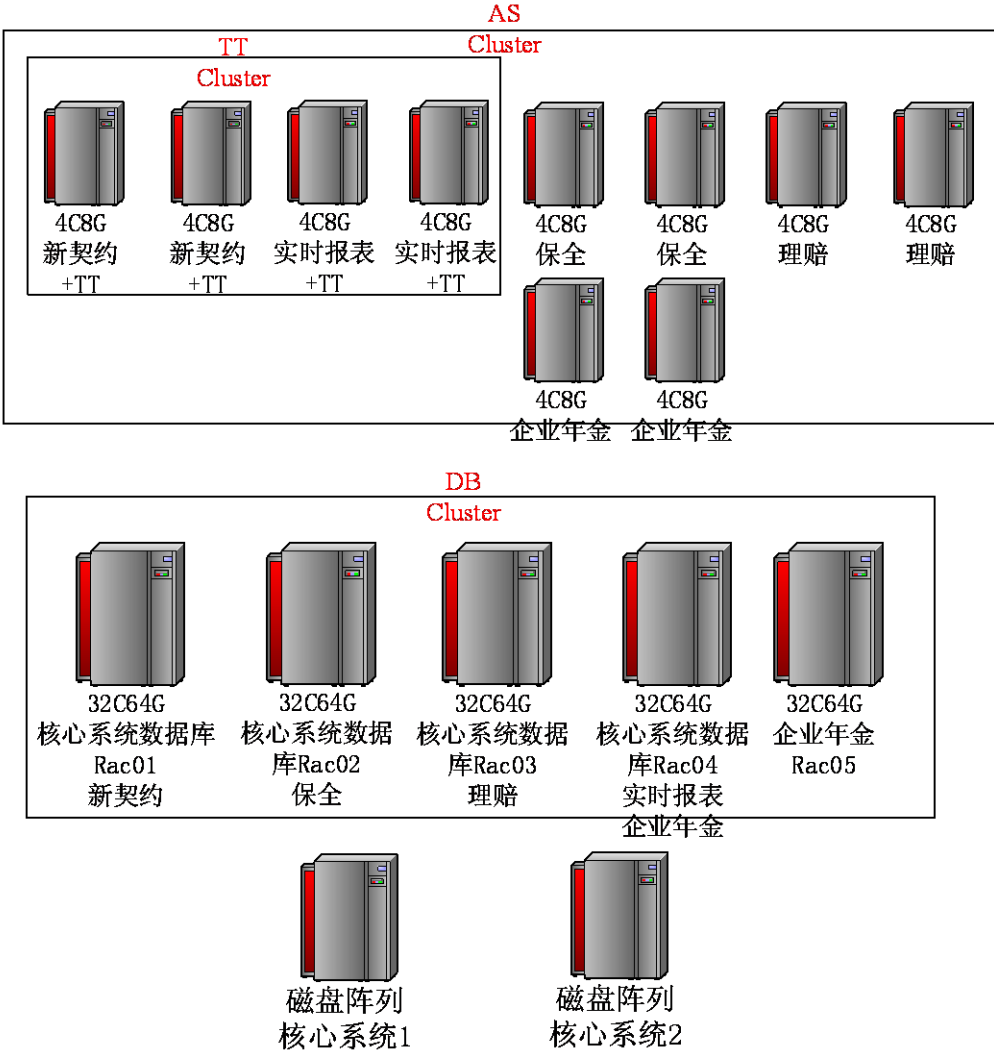 AS
Cluster
TT
Cluster
4C8G 4C8G 4C8G 4C8G 4C8G 4C8G 4C8G 4C8G
新契约 新契约 实时报表 实时报表 保全 保全 理赔 理赔
+TT +TT +TT +TT
4C8G 4C8G
企业年金 企业年金
DB
Cluster
32C64G 32C64G 32C64G 32C64G 32C64G
核心系统数据库 核心系统数据 核心系统数据 核心系统数据 企业年金
Rac01 库Rac02 库Rac03 库Rac04 Rac05
新契约 保全 理赔 实时报表
企业年金
磁盘阵列 磁盘阵列
核心系统1 核心系统2